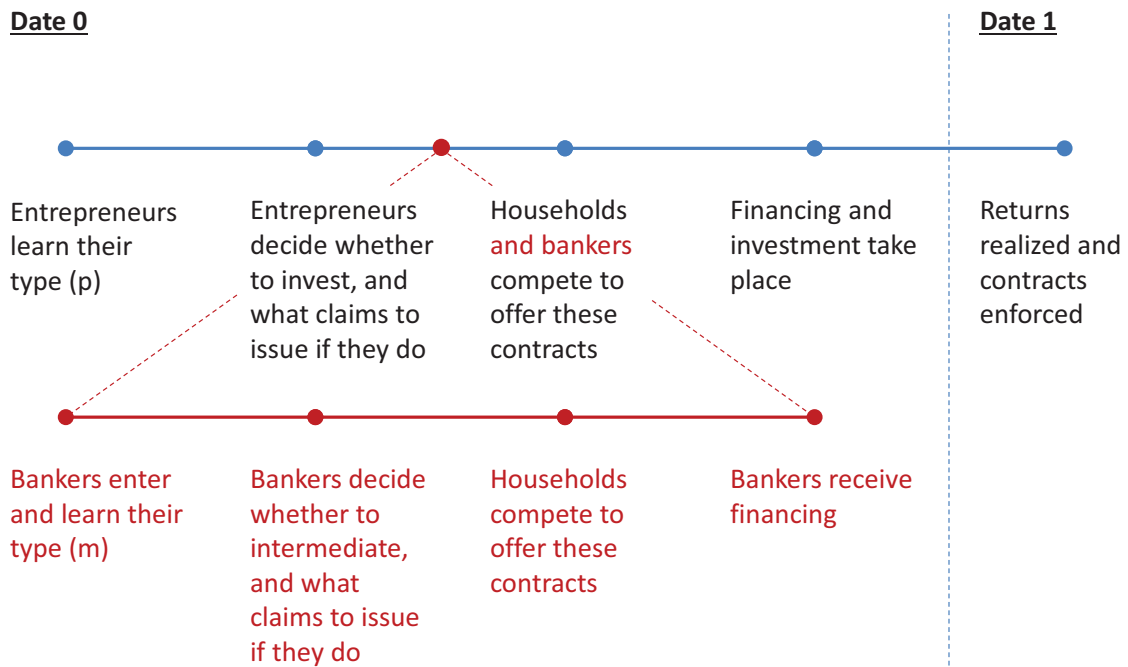 Date 0
Date 1
Entrepreneurs
learn their
type (p)
Entrepreneurs
decide whether
to invest, and
what claims to
issue if they do
Households
and bankers
compete to
offer these
contracts
Financing and
investment take
place
Returns
realized and
contracts
enforced
Bankers enter
and learn their
type (m)
Bankers decide
whether to
intermediate,
and what
claims to issue
if they do
Households
compete to
offer these
contracts
Bankers receive
financing